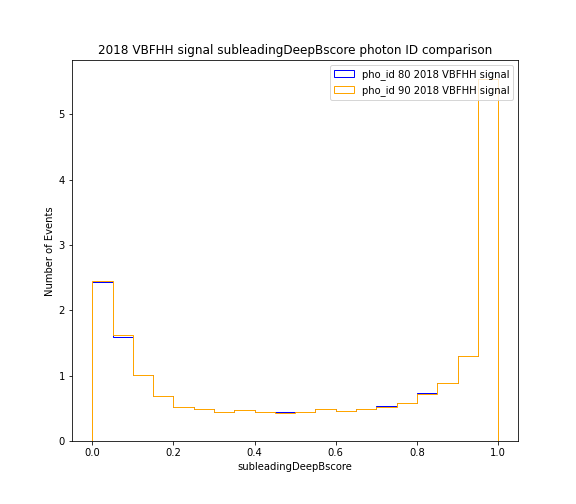 2018 VBFHH signal subleadingDeepBscore photon ID comparison
pho_id 80 2018 VBFHH signal
pho_id 90 2018 VBFHH signal
5
4
3
2
1
0
Number of Events
0.0 0.2 0.4 0.6 0.8 1.0
subleadingDeepBscore